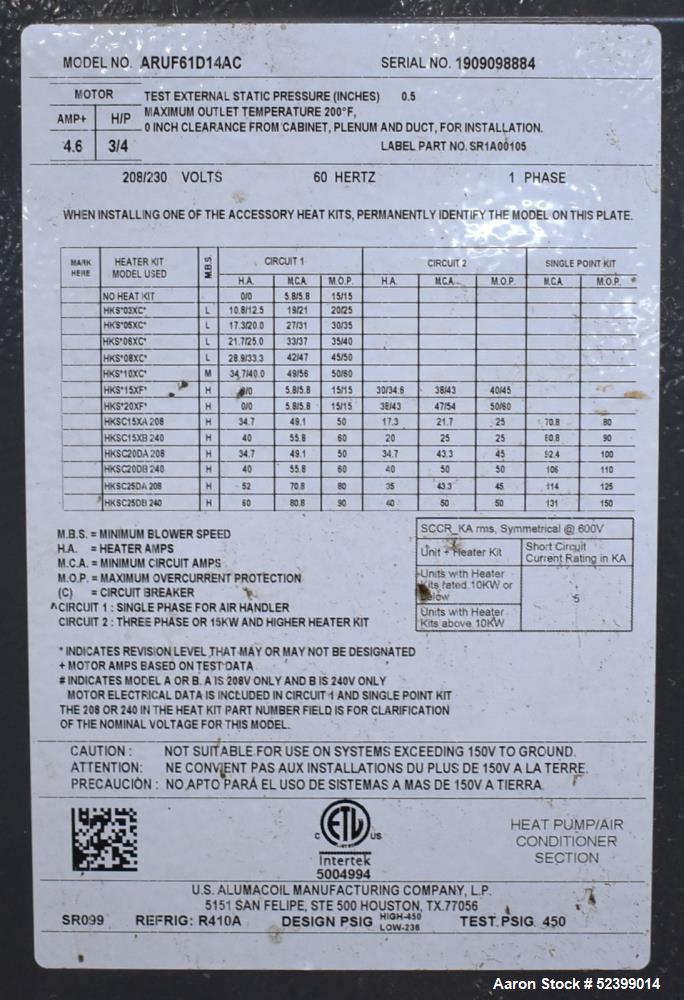 MODEL NO. ARUF61D14AC SERIAL NO. 1909098884
MOTOR TEST EXTERNAL STATIC PRESSURE (INCHES) 0.5
AMP+ H/P MAXIMUM OUTLET TEMPERATURE 200°F,
0 INCH CLEARANCE FROM CABINET, PLENUM AND DUCT, FOR INSTALLATION.
4.6 3/4 LABEL PART NO. SR1A00105
208/230 VOLTS 60 HERTZ 1 PHASE
WHEN INSTALLING ONE OF THE ACCESSORY HEAT KITS, PERMANENTLY IDENTIFY THE MODEL ON THIS PLATE.
MARK HERE HEATER KIT MODEL USED M.B.S. CIRCUIT 1 CIRCUIT 2 SINGLE POINT KIT
H.A. M.C.A. M.O.P. H.A. M.C.A. M.O.P. M.C.A. M.O.P. *
NO HEAT KIT 0/0 5.8/5.8 15/15
HKS*03XC* L 10.8/12.5 19/21 20/25
HKS*05XC* L 17.3/20.0 27/31 30/35
HKS*06XC* L 21.7/25.0 33/37 35/40
HKS*08XC* L 28.9/33.3 42/47 45/50
HKS*10XC* M 34.7/40.0 49/56 50/60
HKS*15XF* H 0/0 5.8/5.8 15/15 30/34.6 38/43 40/45
HKS*20XF* H 0/0 5.8/5.8 15/15 38/43 47/54 50/60
HKSC15XA 208 H 34.7 49.1 50 17.3 21.7 25 70.8 80
HKSC15XB 240 H 40 55.8 60 20 25 25 80.8 90
HKSC20DA 208 H 34.7 49.1 50 34.7 43.3 45 92.4 100
HKSC20DB 240 H 40 55.8 60 40 50 50 106 110
HKSC25DA 208 H 52 70.8 80 35 43.3 45 114 125
HKSC25DB 240 H 60 80.8 90 40 50 50 131 150
M.B.S. = MINIMUM BLOWER SPEED
H.A. = HEATER AMPS
M.C.A. = MINIMUM CIRCUIT AMPS
M.O.P. = MAXIMUM OVERCURRENT PROTECTION
(C) = CIRCUIT BREAKER
^CIRCUIT 1 : SINGLE PHASE FOR AIR HANDLER
CIRCUIT 2 : THREE PHASE OR 15KW AND HIGHER HEATER KIT
SCCR_KA rms, Symmetrical @ 600V
Unit + Heater Kit Short Circuit Current Rating in KA
Units with Heater
Kits rated 10KW or
below 5
Units with Heater
Kits above 10KW
* INDICATES REVISION LEVEL THAT MAY OR MAY NOT BE DESIGNATED
+ MOTOR AMPS BASED ON TEST DATA
# INDICATES MODEL A OR B. A IS 208V ONLY AND B IS 240V ONLY
MOTOR ELECTRICAL DATA IS INCLUDED IN CIRCUIT 1 AND SINGLE POINT KIT
THE 208 OR 240 IN THE HEAT KIT PART NUMBER FIELD IS FOR CLARIFICATION
OF THE NOMINAL VOLTAGE FOR THIS MODEL.
CAUTION : NOT SUITABLE FOR USE ON SYSTEMS EXCEEDING 150V TO GROUND.
ATTENTION: NE CONVIENT PAS AUX INSTALLATIONS DU PLUS DE 150V A LA TERRE.
PRECAUCIÓN : NO APTO PARÁ EL USO DE SISTEMAS A MAS DE 150V A TIERRA.
C ETL US
Intertek
5004994
HEAT PUMP/AIR
CONDITIONER
SECTION
U.S. ALUMACOIL MANUFACTURING COMPANY, L.P.
5151 SAN FELIPE, STE 500 HOUSTON, TX.77056
SR099 REFRIG: R410A DESIGN PSIG HIGH-450 LOW-236 TEST PSIG 450
Aaron Stock # 52399014